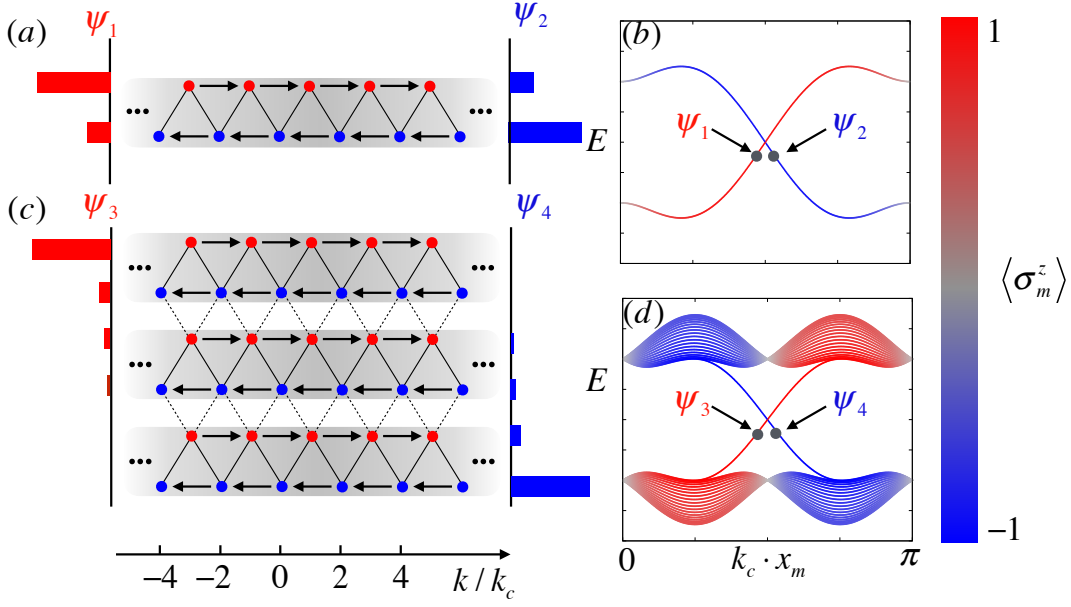 (a)
ψ₁
ψ₂
(b)
E
ψ₁
ψ₂
1
⟨σₘᶻ⟩
−1
(c)
ψ₃
ψ₄
•••
(d)
E
ψ₃
ψ₄
0
k_c · x_m
π
−4 −2 0 2 4 k / k_c